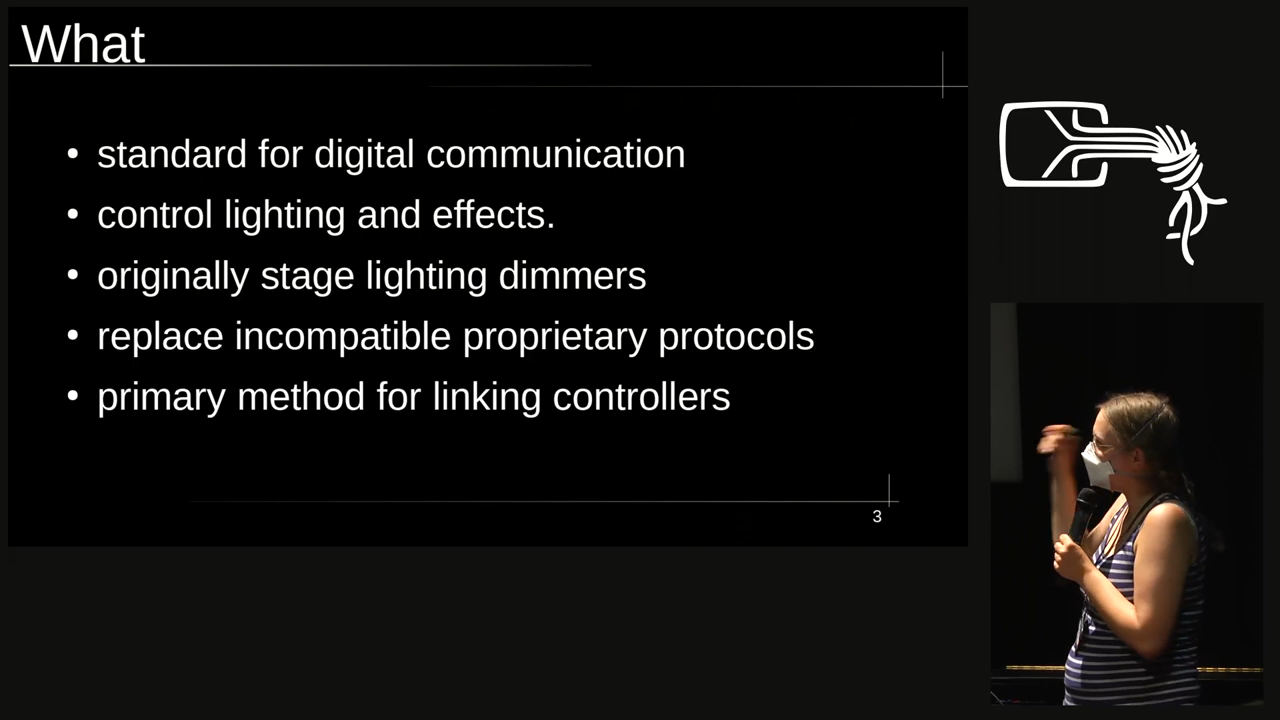 What
• standard for digital communication
• control lighting and effects.
• originally stage lighting dimmers
• replace incompatible proprietary protocols
• primary method for linking controllers
3